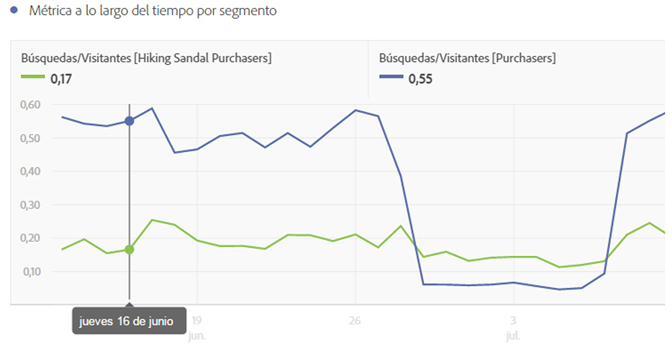 Métrica a lo largo del tiempo por segmento
Búsquedas/Visitantes [Hiking Sandal Purchasers]
0,17
Búsquedas/Visitantes [Purchasers]
0,55
0,60
0,50
0,40
0,30
0,20
0,10
jueves 16 de junio
19
jun.
26
3
jul.